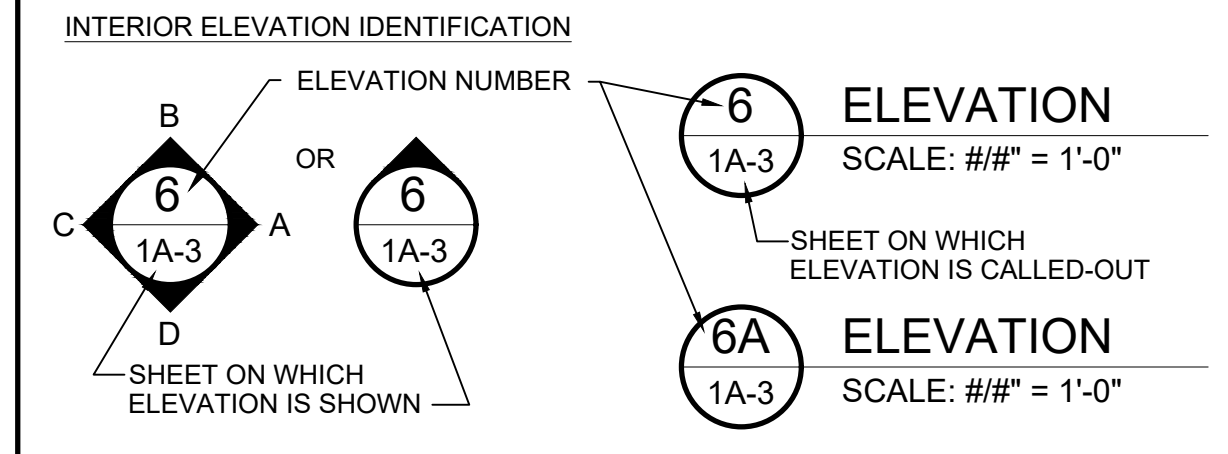 INTERIOR ELEVATION IDENTIFICATION
ELEVATION NUMBER
B
C
6
1A-3
A
D
OR
6
1A-3
SHEET ON WHICH
ELEVATION IS SHOWN
6
1A-3
ELEVATION
SCALE: #/#" = 1'-0"
SHEET ON WHICH
ELEVATION IS CALLED-OUT
6A
1A-3
ELEVATION
SCALE: #/#" = 1'-0"